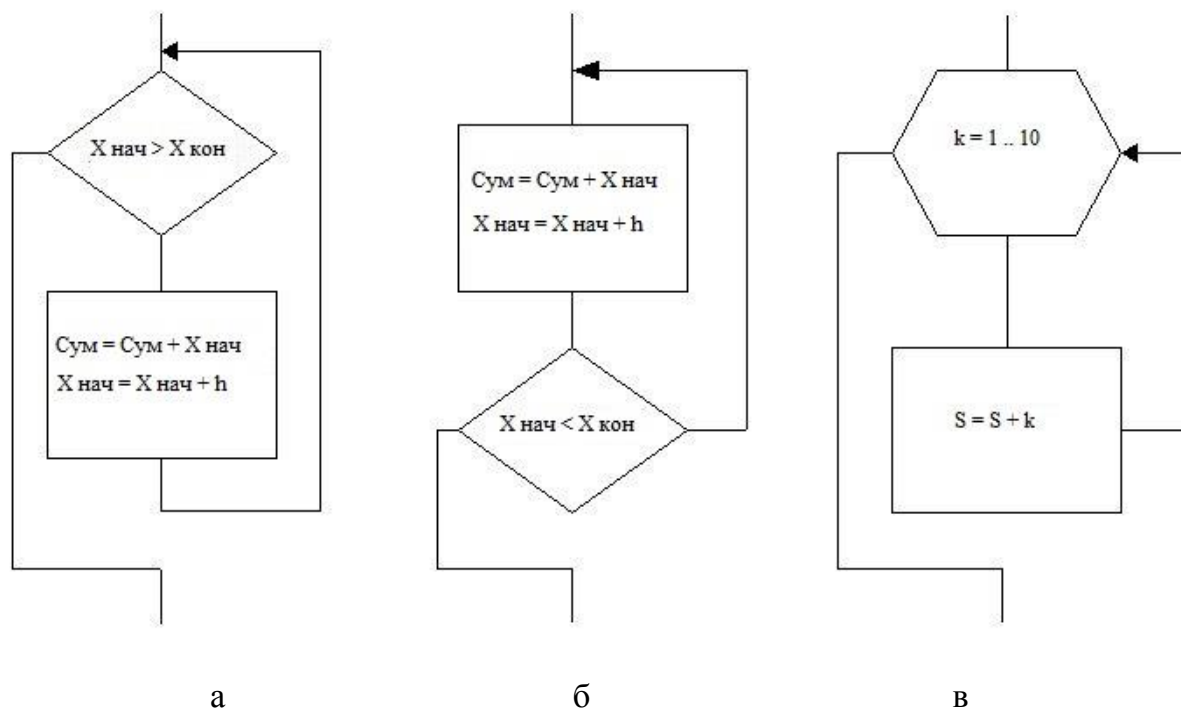 X нач > X кон
Сум = Сум + X нач
X нач = X нач + h
Сум = Сум + X нач
X нач = X нач + h
X нач < X кон
k = 1 .. 10
S = S + k
а
б
в